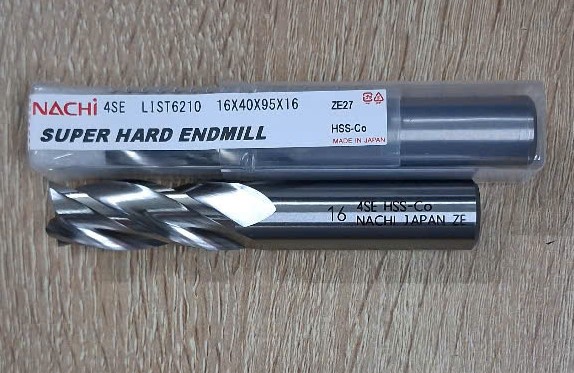 NACHi 4SE LIST6210 16X40X95X16 ZE27
SUPER HARD ENDMILL HSS-Co
MADE IN JAPAN
16 4SE HSS-Co
NACHI JAPAN ZE